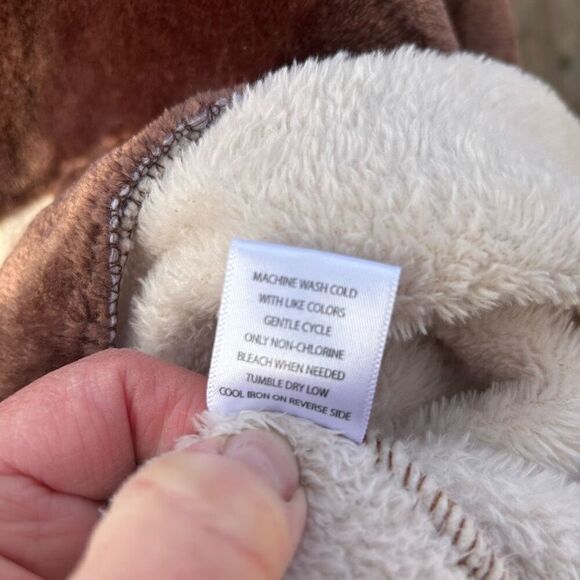 MACHINE WASH COLD
WITH LIKE COLORS
GENTLE CYCLE
ONLY NON-CHLORINE
BLEACH WHEN NEEDED
TUMBLE DRY LOW
COOL IRON ON REVERSE SIDE